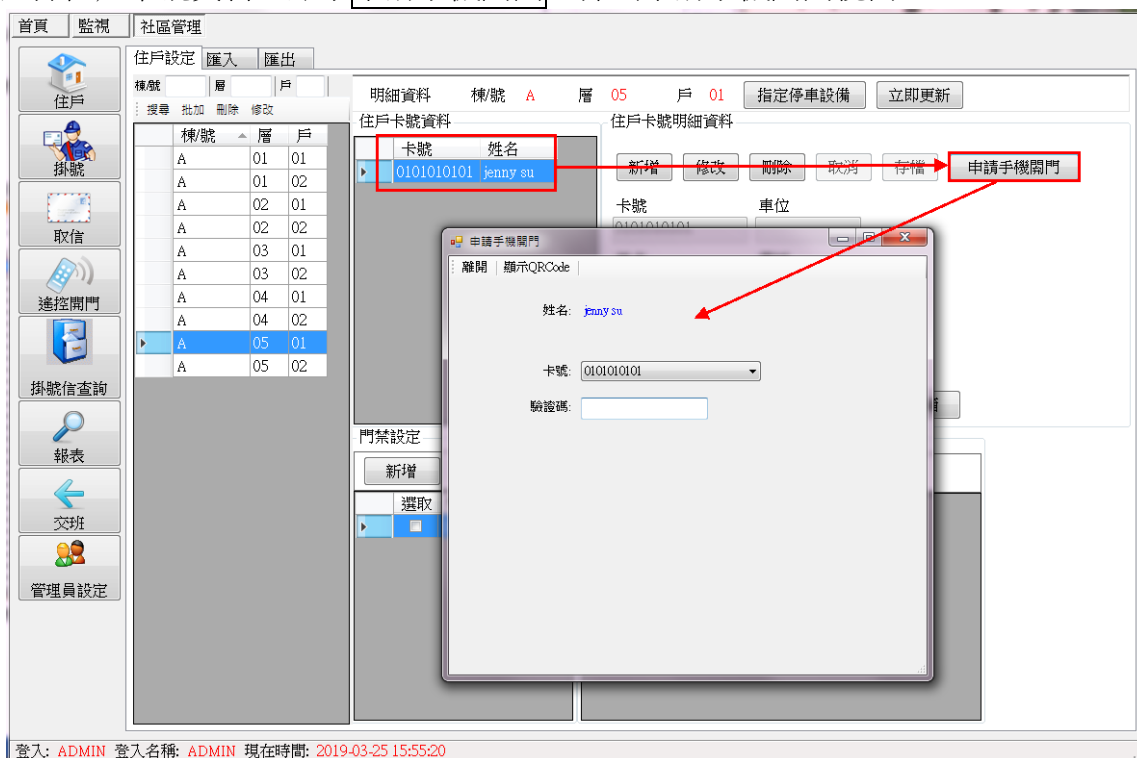 申請手機開門
首頁 監視 社區管理
住戶
掛號
取信
遙控開門
掛號信查詢
報表
交班
管理員設定
住戶設定 匯入 匯出
棟/號 層 戶
搜尋 批加 刪除 修改
棟/號 層 戶
A 01 01
A 01 02
A 02 01
A 02 02
A 03 01
A 03 02
A 04 01
A 04 02
A 05 01
A 05 02
明細資料 棟/號 A 層 05 戶 01 指定停車設備 立即更新
住戶卡號資料
卡號 姓名
0101010101 jenny su
住戶卡號明細資料
新增 修改 刪除 取消 存檔 申請手機開門
卡號 車位
0101010101
申請手機開門
離開 顯示QRCode
姓名: jenny su
卡號: 0101010101
驗證碼:
門禁設定
新增
選取
登入: ADMIN 登入名稱: ADMIN 現在時間: 2019-03-25 15:55:20